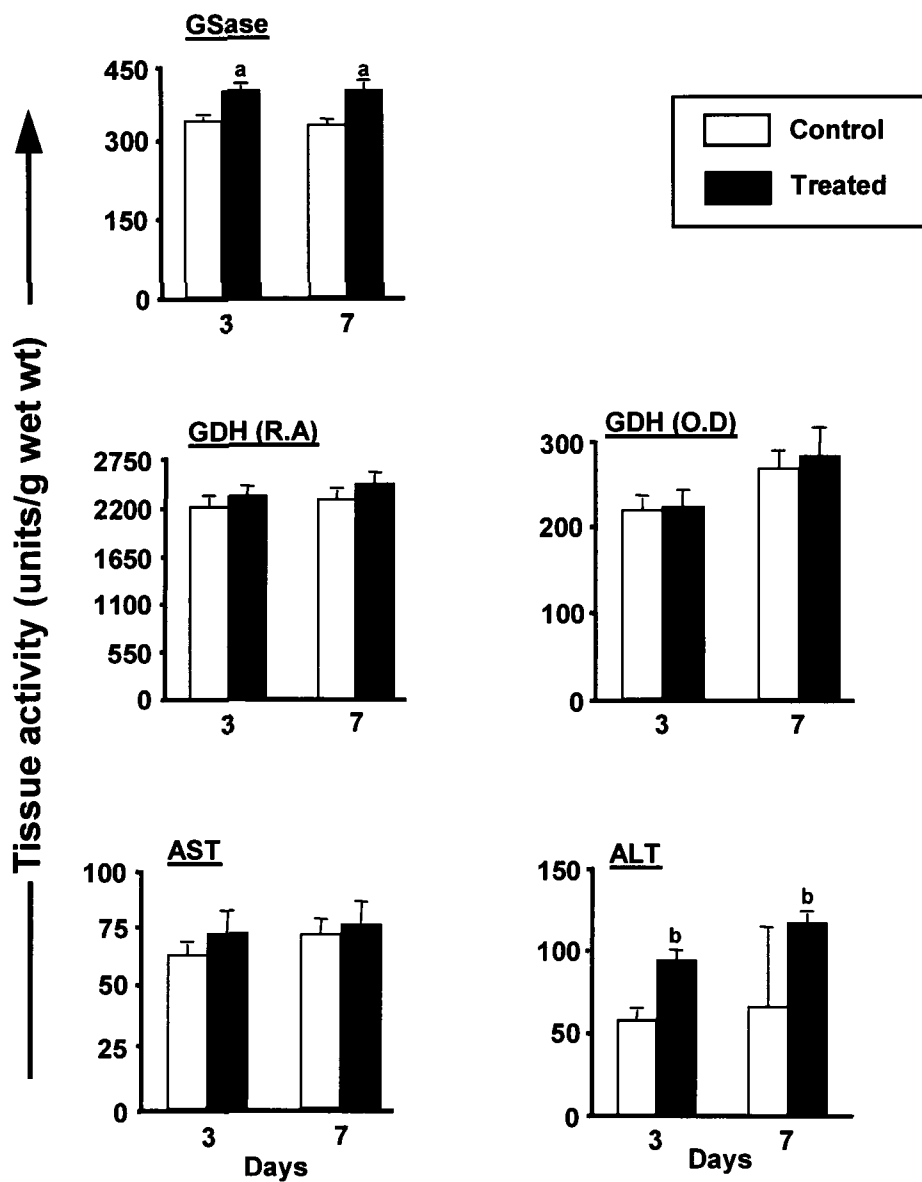 GSase
450
300
150
0
a
a
3
7
Control
Treated
Tissue activity (units/g wet wt)
GDH (R.A)
2750
2200
1650
1100
550
0
3
7
GDH (O.D)
300
200
100
0
3
7
AST
100
75
50
25
0
3
7
Days
ALT
150
100
50
0
b
b
3
7
Days